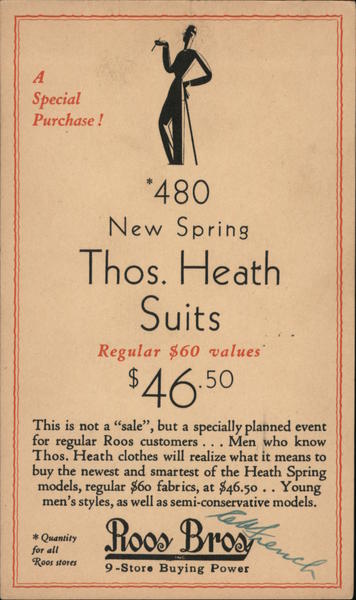 A
Special
Purchase!
*480
New Spring
Thos. Heath
Suits
Regular $60 values
$46.50
This is not a “sale”, but a specially planned event
for regular Roos customers . . . Men who know
Thos. Heath clothes will realize what it means to
buy the newest and smartest of the Heath Spring
models, regular $60 fabrics, at $46.50 . . Young
men's styles, as well as semi-conservative models.
* Quantity
for all
Roos stores
Roos Bros
INC.
9-Store Buying Power
French